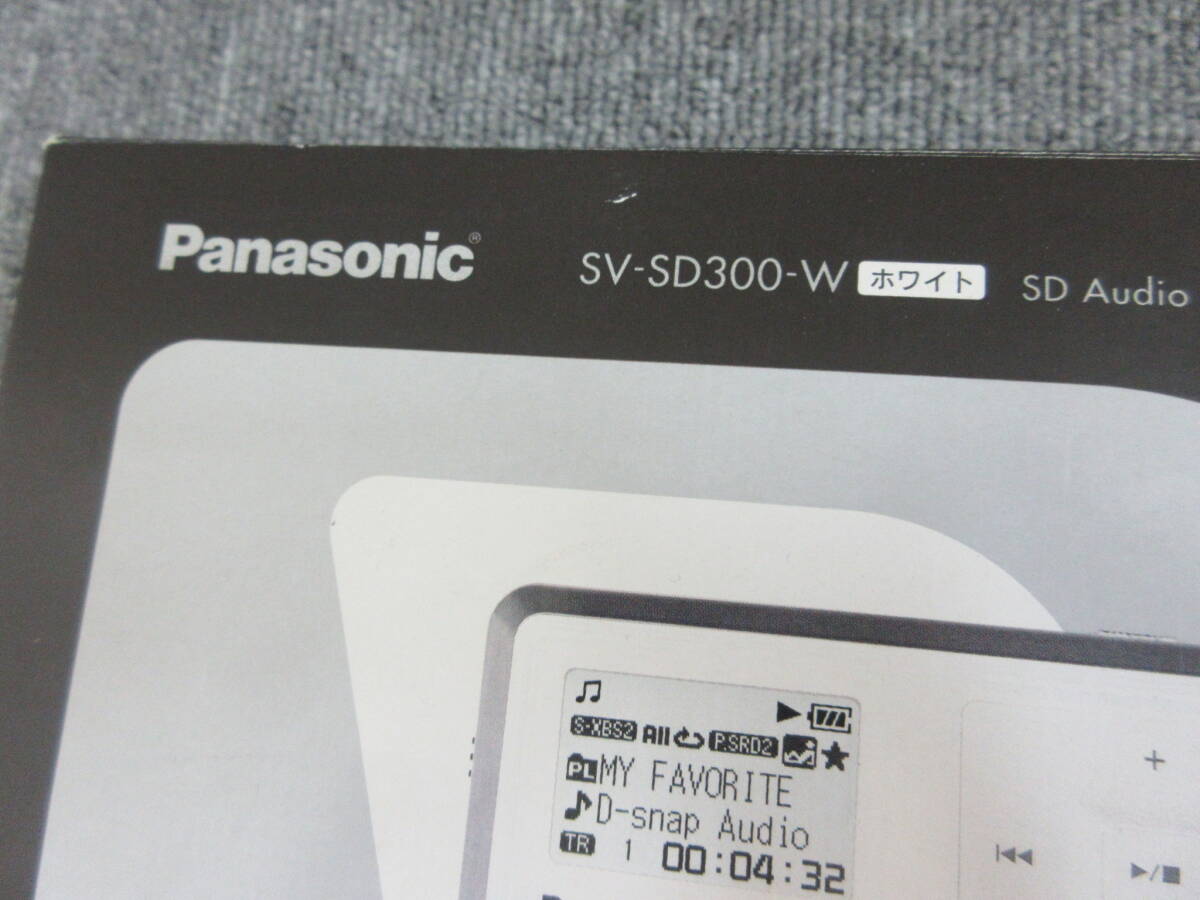 Panasonic®
SV-SD300-W ホワイト SD Audio
S-XBS2 All P.SRD2
PL MY FAVORITE
D-snap Audio
TR 1 00:04:32